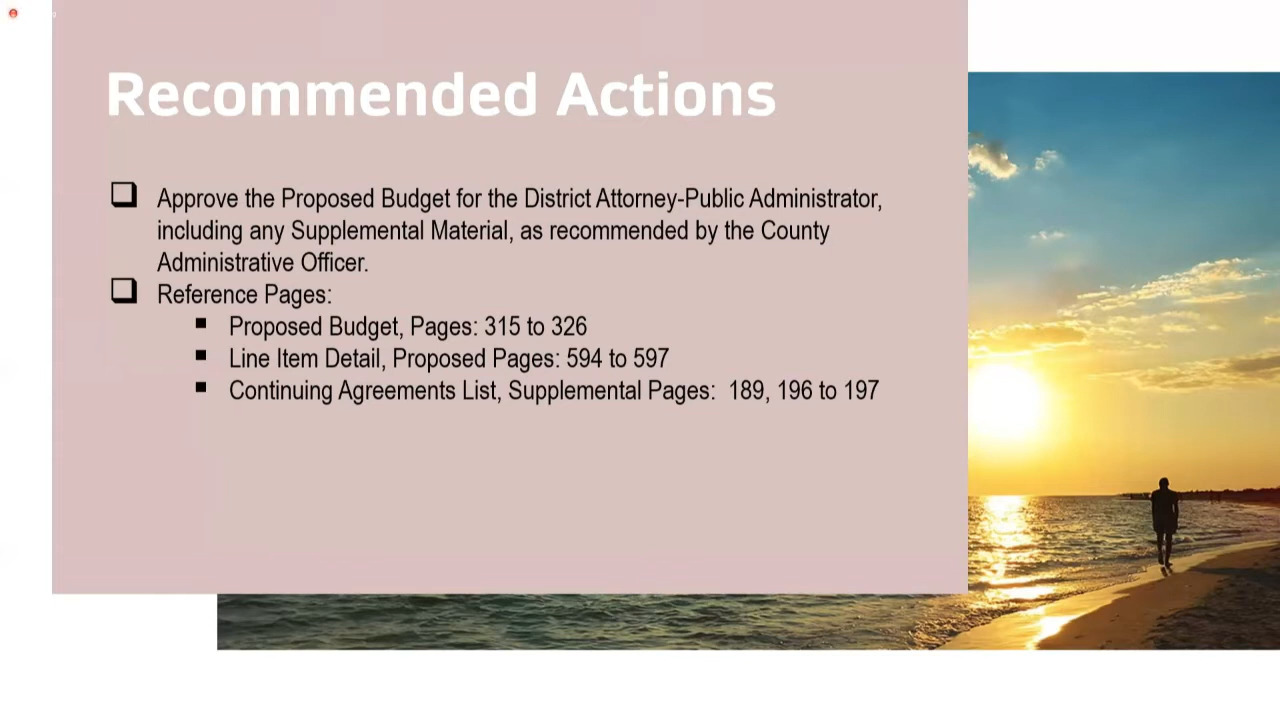 Recommended Actions
Approve the Proposed Budget for the District Attorney-Public Administrator,
including any Supplemental Material, as recommended by the County
Administrative Officer.
Reference Pages:
Proposed Budget, Pages: 315 to 326
Line Item Detail, Proposed Pages: 594 to 597
Continuing Agreements List, Supplemental Pages:  189, 196 to 197